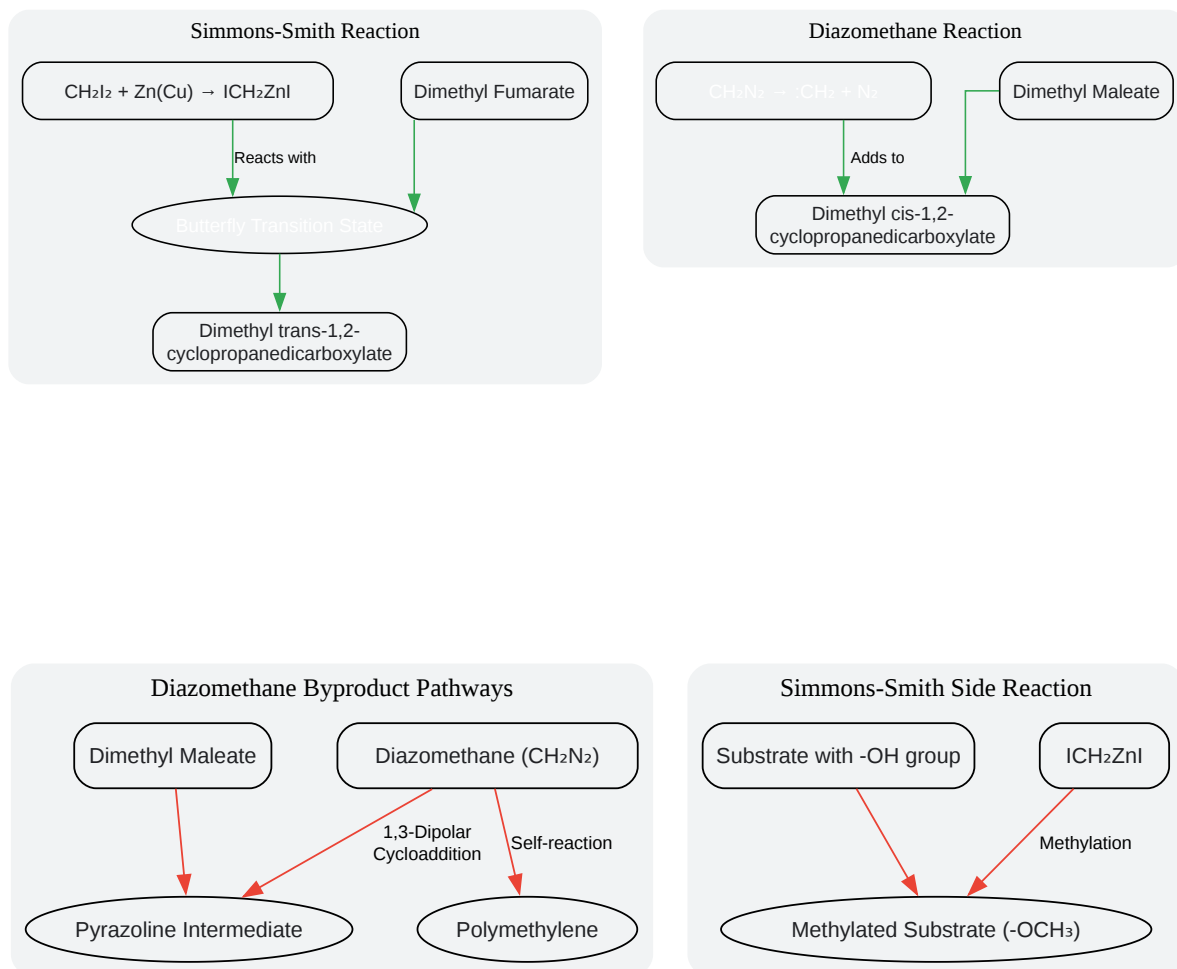 Simmons-Smith Reaction
CH₂I₂ + Zn(Cu) → ICH₂ZnI
Dimethyl Fumarate
Reacts with
Butterfly Transition State
Dimethyl trans-1,2-
cyclopropanedicarboxylate
Diazomethane Reaction
CH₂N₂ → :CH₂ + N₂
Dimethyl Maleate
Adds to
Dimethyl cis-1,2-
cyclopropanedicarboxylate
Diazomethane Byproduct Pathways
Dimethyl Maleate
Diazomethane (CH₂N₂)
1,3-Dipolar
Cycloaddition
Self-reaction
Pyrazoline Intermediate
Polymethylene
Simmons-Smith Side Reaction
Substrate with -OH group
ICH₂ZnI
Methylation
Methylated Substrate (-OCH₃)